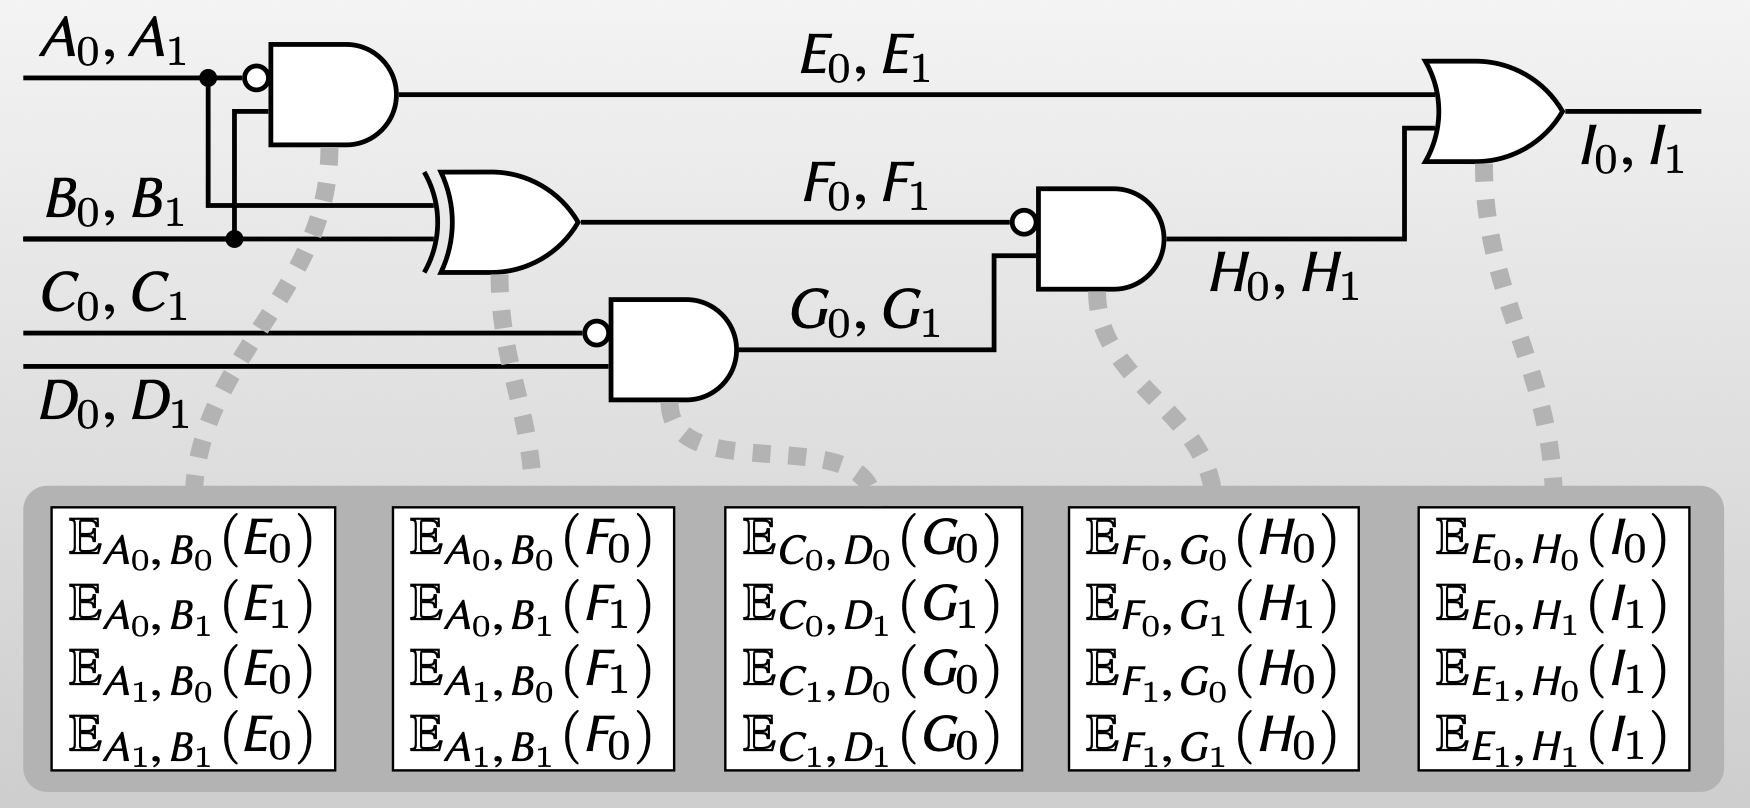 A₀, A₁
E₀, E₁
I₀, I₁
B₀, B₁
F₀, F₁
C₀, C₁
G₀, G₁
H₀, H₁
D₀, D₁
𝔼A₀,B₀(E₀)
𝔼A₀,B₁(E₁)
𝔼A₁,B₀(E₀)
𝔼A₁,B₁(E₀)
𝔼A₀,B₀(F₀)
𝔼A₀,B₁(F₁)
𝔼A₁,B₀(F₁)
𝔼A₁,B₁(F₀)
𝔼C₀,D₀(G₀)
𝔼C₀,D₁(G₁)
𝔼C₁,D₀(G₀)
𝔼C₁,D₁(G₀)
𝔼F₀,G₀(H₀)
𝔼F₀,G₁(H₁)
𝔼F₁,G₀(H₀)
𝔼F₁,G₁(H₀)
𝔼E₀,H₀(I₀)
𝔼E₀,H₁(I₁)
𝔼E₁,H₀(I₁)
𝔼E₁,H₁(I₁)